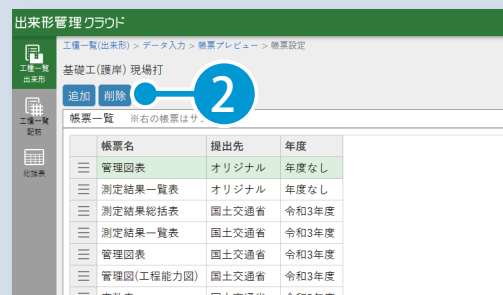 出来形管理クラウド
工種一覧(出来形) > データ入力 > 帳票プレビュー > 帳票設定
工種一覧
出来形
基礎工(護岸) 現場打
追加 削除
2
工種一覧
配筋
帳票一覧 ※右の帳票はサ
総括表
帳票名 提出先 年度
管理図表 オリジナル 年度なし
測定結果一覧表 オリジナル 年度なし
測定結果総括表 国土交通省 令和3年度
測定結果一覧表 国土交通省 令和3年度
管理図表 国土交通省 令和3年度
管理図(工程能力図) 国土交通省 令和3年度